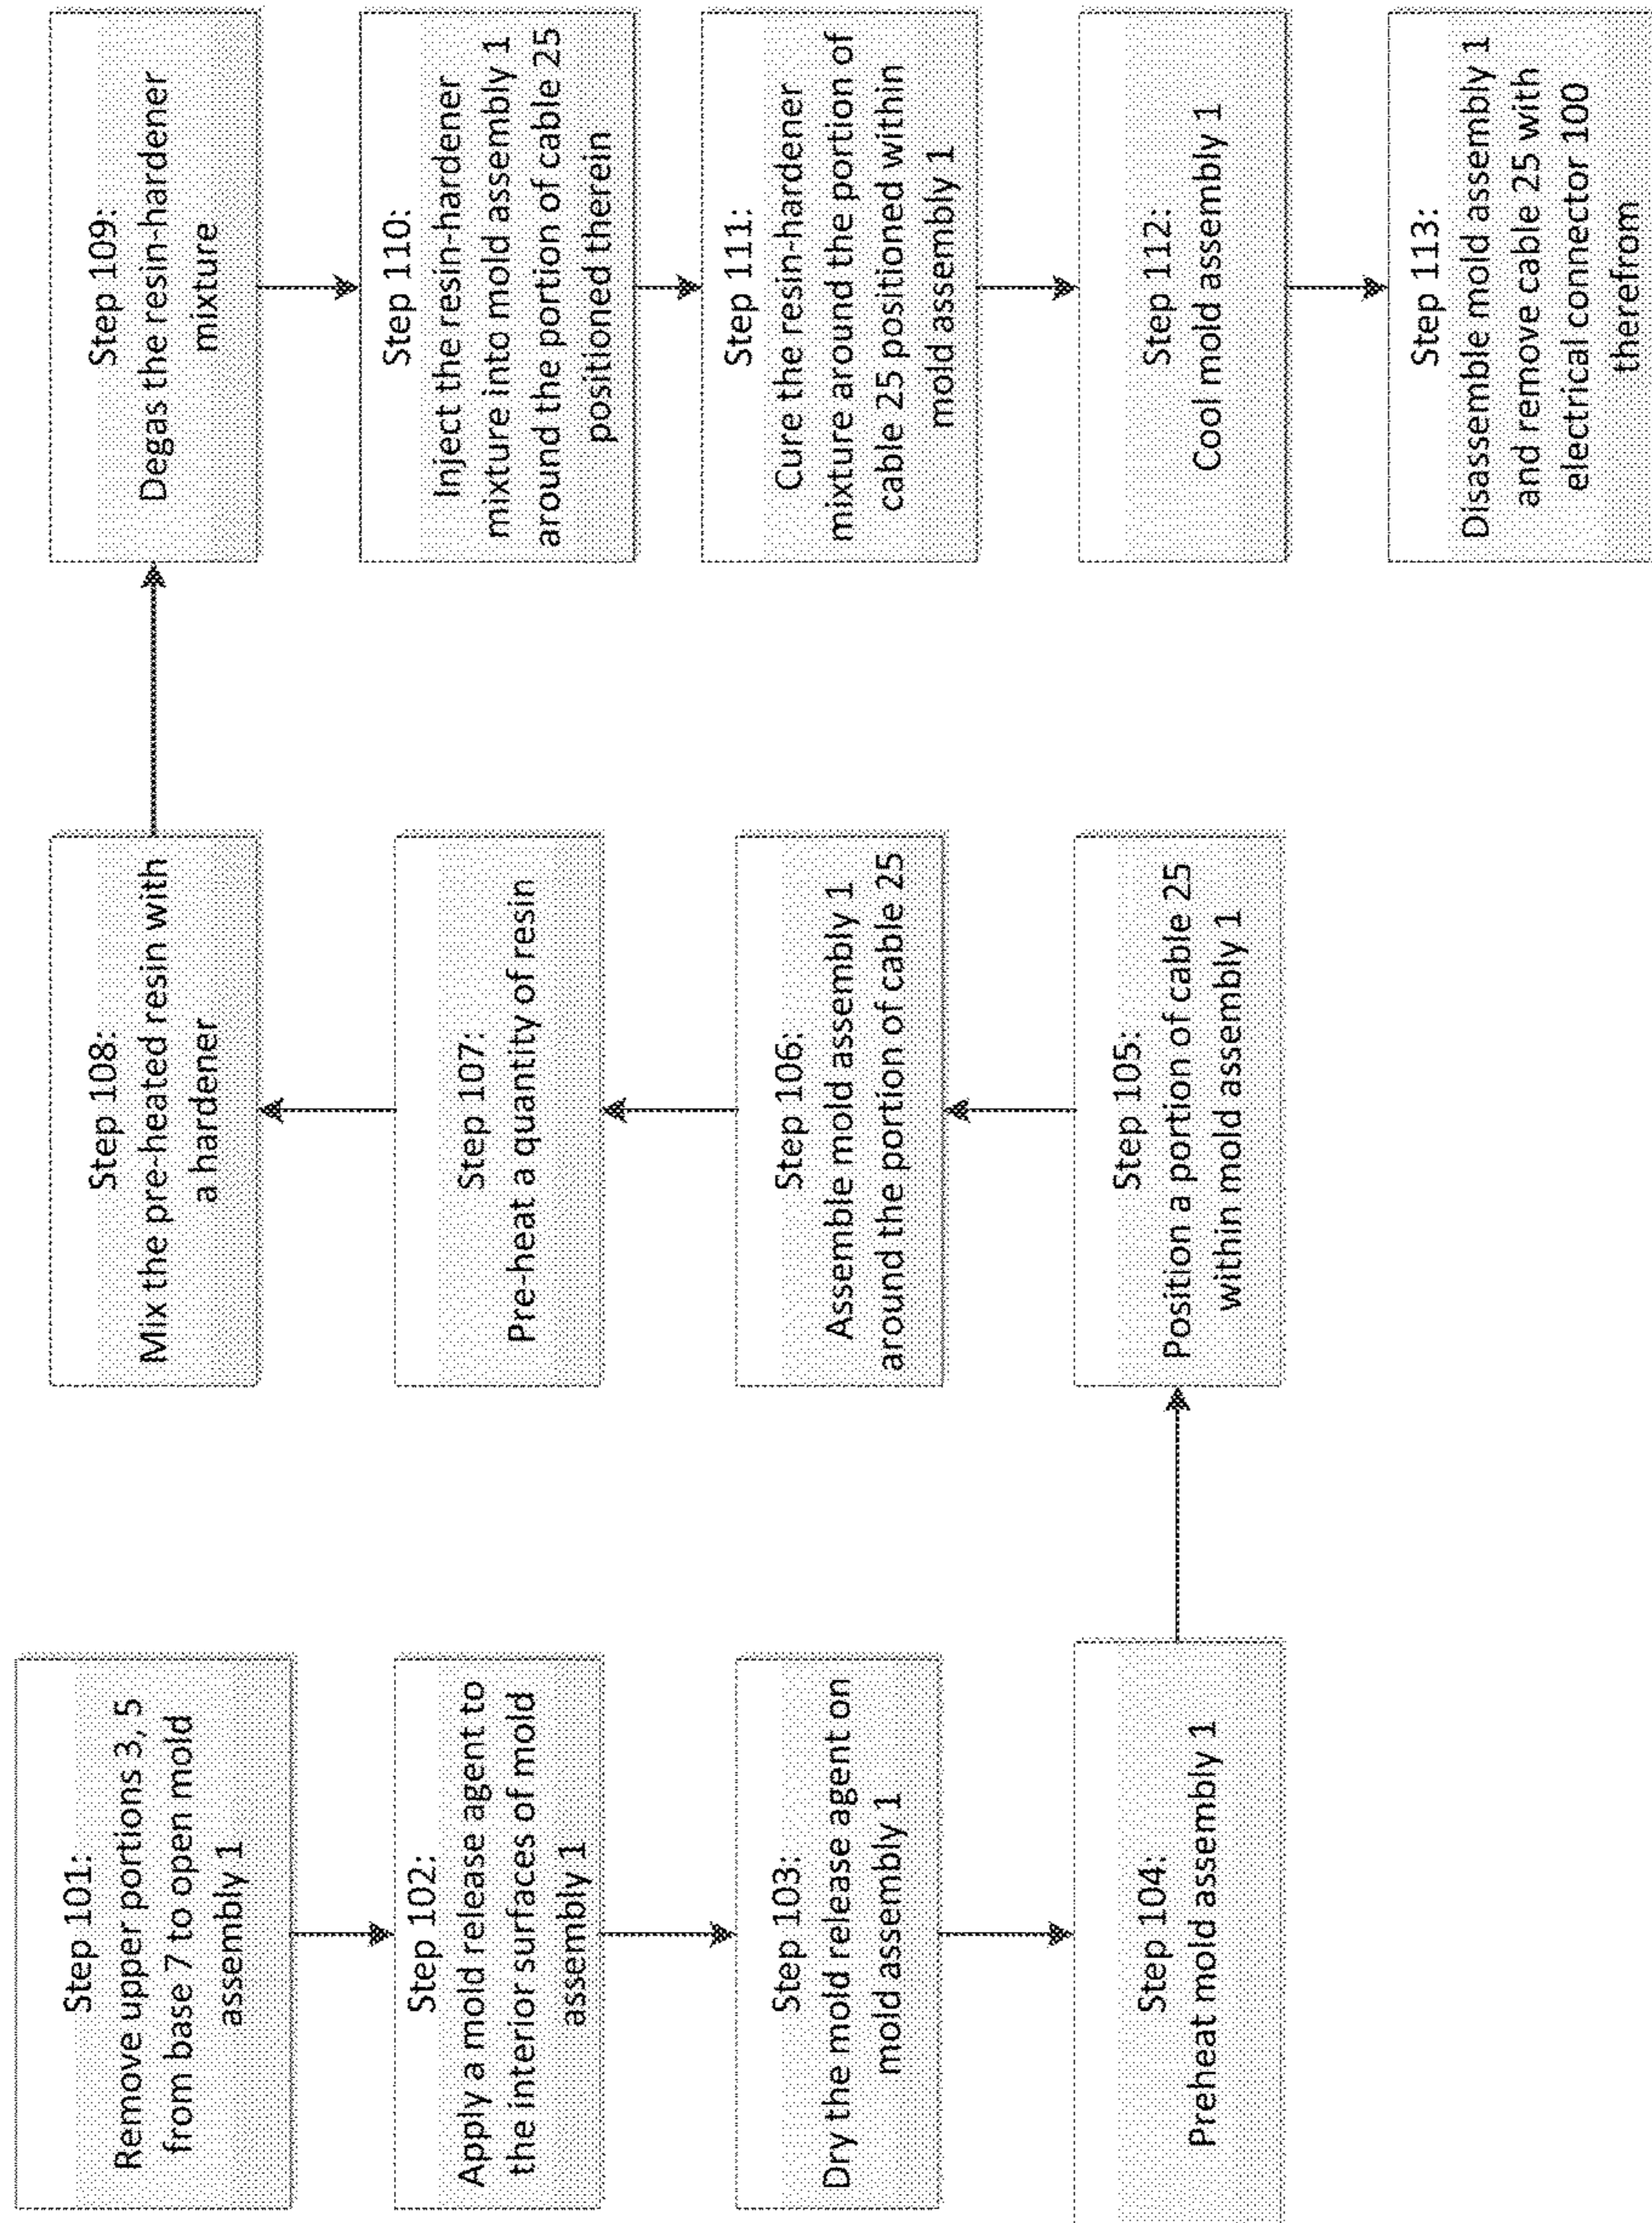 Step 101:
Remove upper portions 3, 5
from base 7 to open mold
assembly 1
Step 102:
Apply a mold release agent to
the interior surfaces of mold
assembly 1
Step 103:
Dry the mold release agent on
mold assembly 1
Step 104:
Preheat mold assembly 1
Step 105:
Position a portion of cable 25
within mold assembly 1
Step 106:
Assemble mold assembly 1
around the portion of cable 25
Step 107:
Pre-heat a quantity of resin
Step 108:
Mix the pre-heated resin with
a hardener
Step 109:
Degas the resin-hardener
mixture
Step 110:
Inject the resin-hardener
mixture into mold assembly 1
around the portion of cable 25
positioned therein
Step 111:
Cure the resin-hardener
mixture around the portion of
cable 25 positioned within
mold assembly 1
Step 112:
Cool mold assembly 1
Step 113:
Disassemble mold assembly 1
and remove cable 25 with
electrical connector 100
therefrom